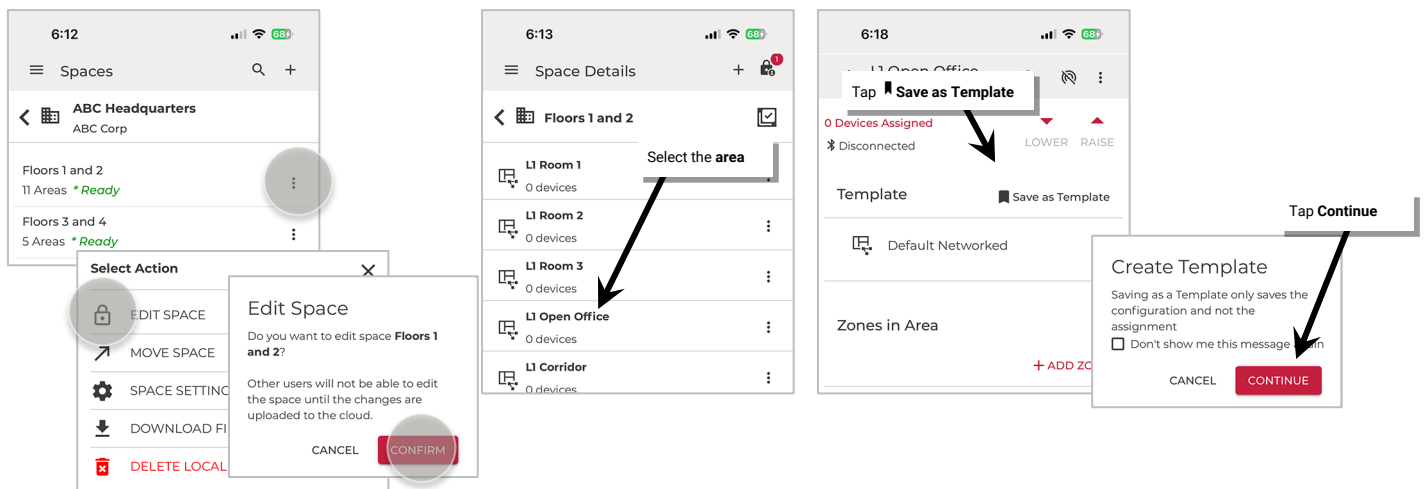 6:12
68
Spaces
ABC Headquarters
ABC Corp
Floors 1 and 2
11 Areas * Ready
Floors 3 and 4
5 Areas * Ready
Select Action
EDIT SPACE
MOVE SPACE
SPACE SETTING
DOWNLOAD FI
DELETE LOCAL
Edit Space
Do you want to edit space Floors 1
and 2?
Other users will not be able to edit
the space until the changes are
uploaded to the cloud.
CANCEL
CONFIRM
6:13
68
Space Details
1
Floors 1 and 2
Select the area
L1 Room 1
0 devices
L1 Room 2
0 devices
L1 Room 3
0 devices
L1 Open Office
0 devices
L1 Corridor
0 devices
6:18
68
L1 Open Office
Tap Save as Template
0 Devices Assigned
Disconnected
LOWER
RAISE
Template
Save as Template
Default Networked
Zones in Area
+ ADD ZO
Tap Continue
Create Template
Saving as a Template only saves the
configuration and not the
assignment
Don't show me this message again
CANCEL
CONTINUE